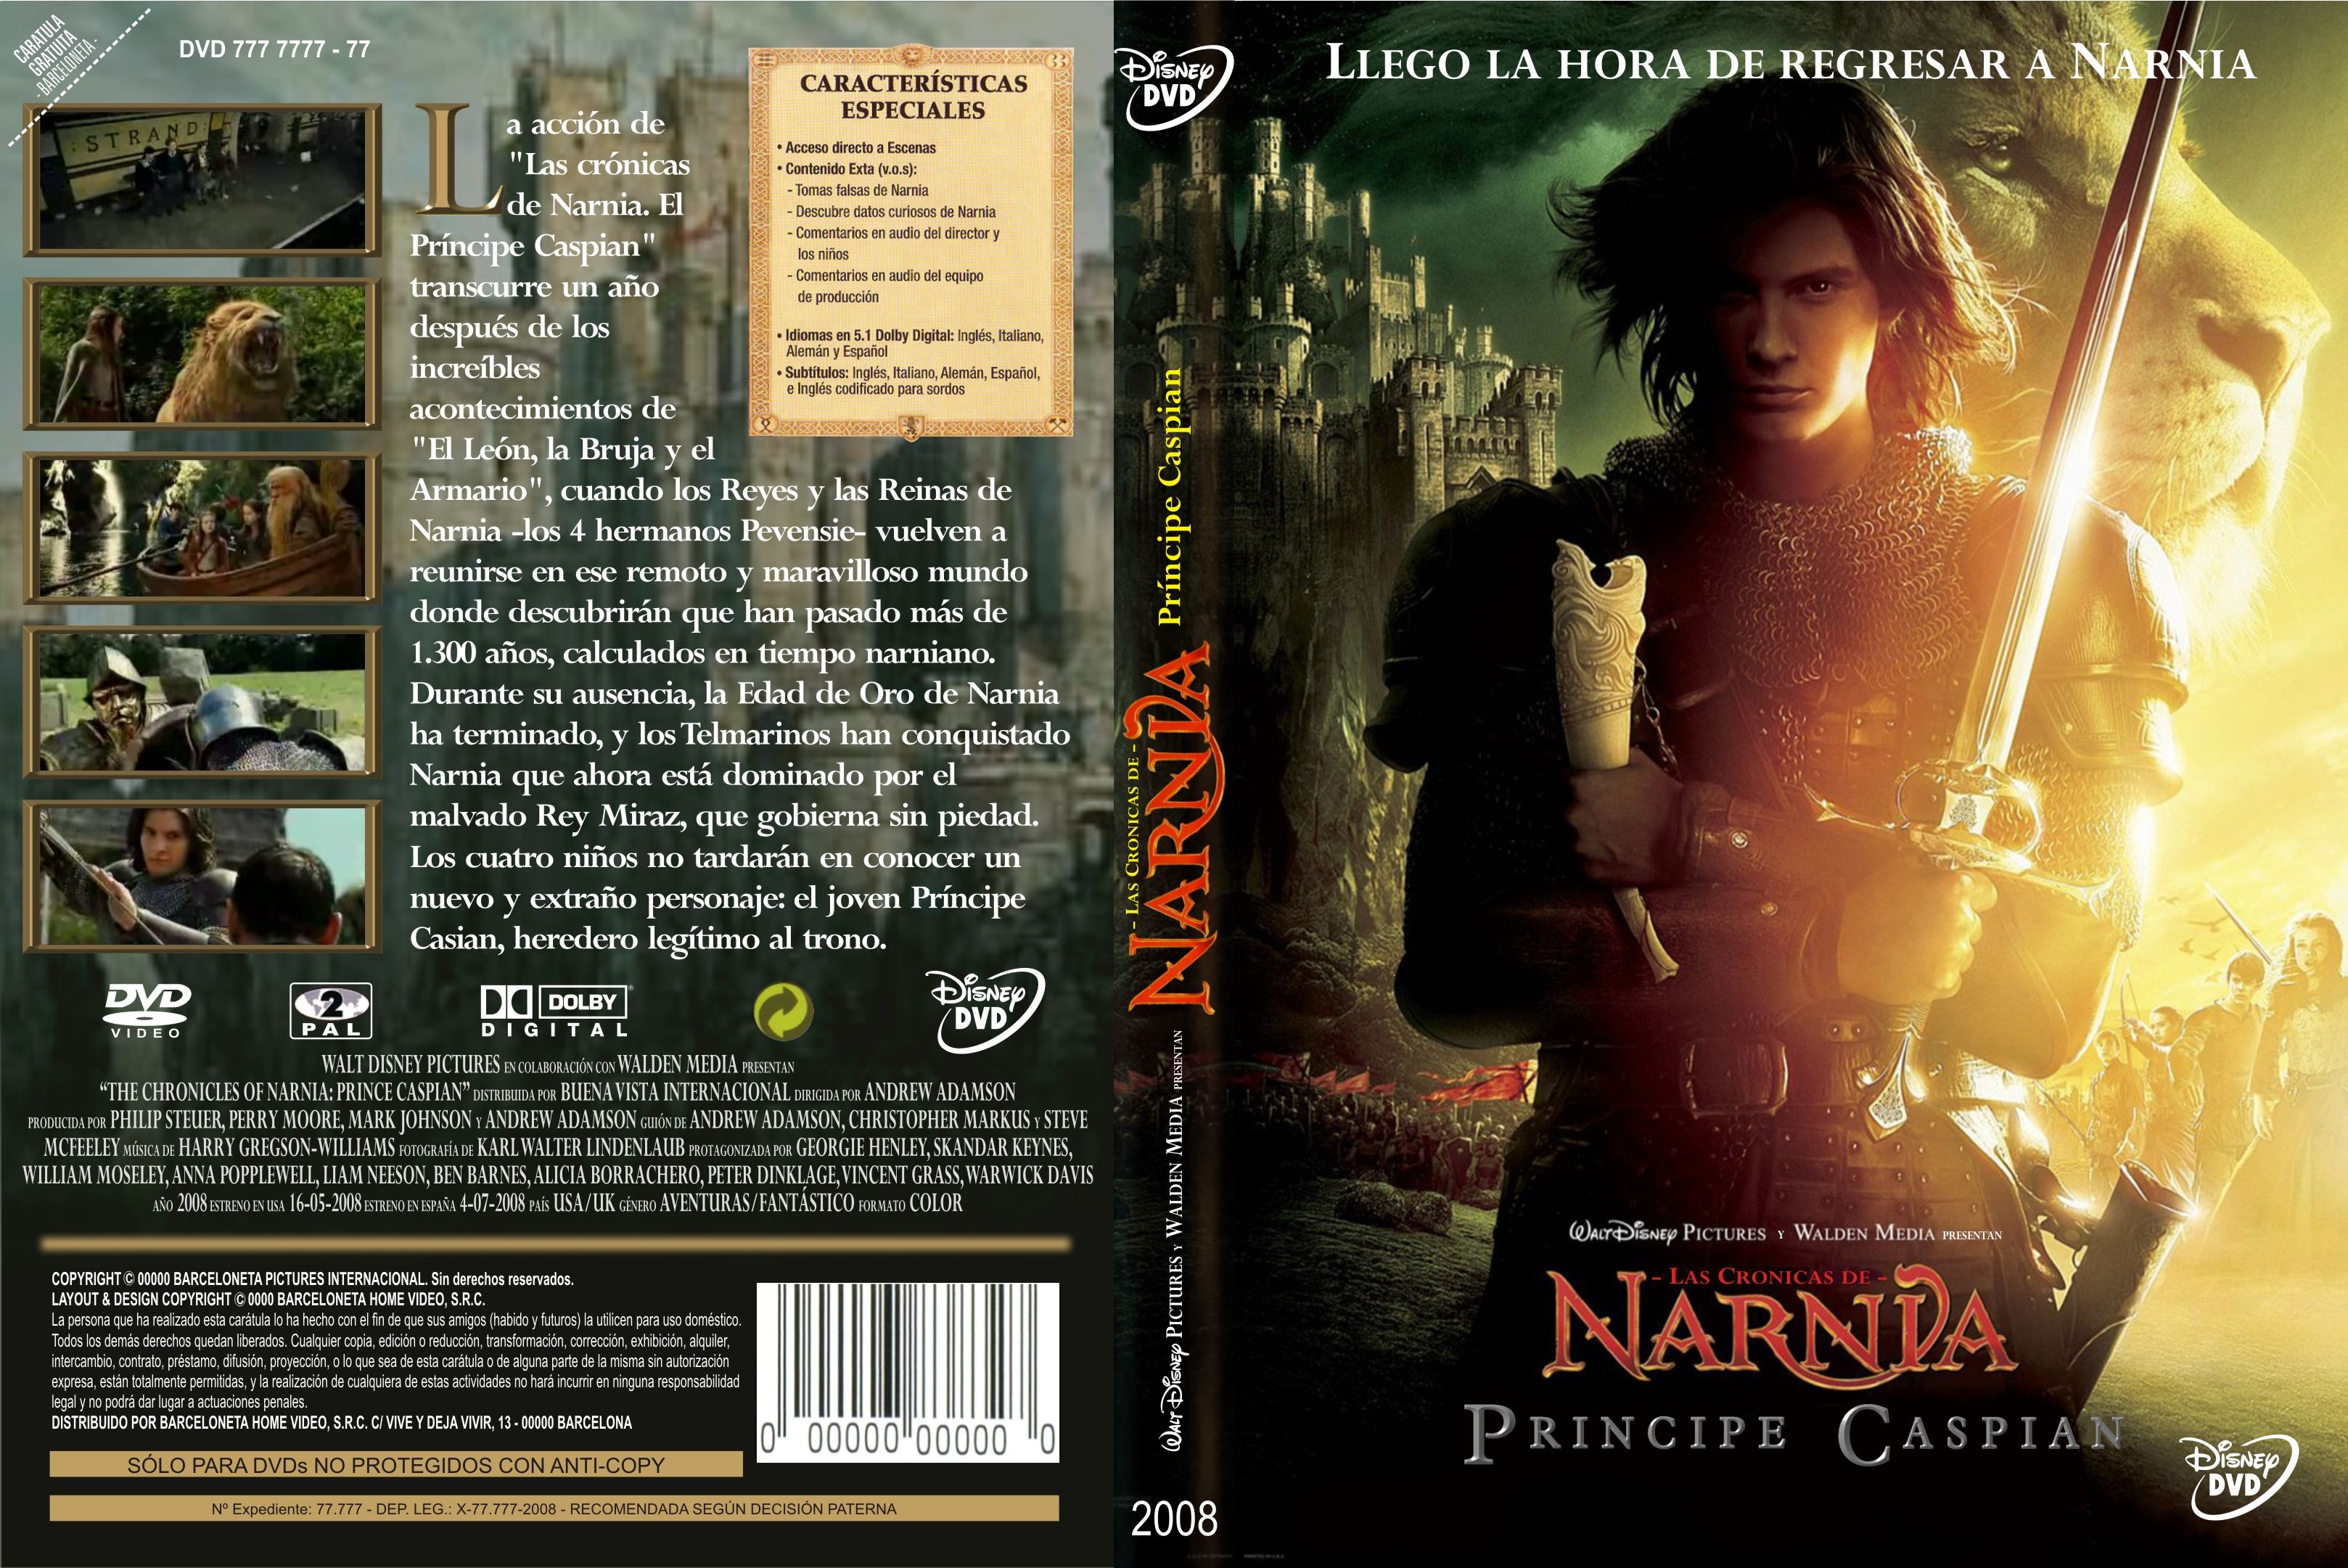 CARATULA
GRATUITA
- BARCELONETA -
DVD 777 7777 - 77
STRAND
La acción de
"Las crónicas
de Narnia. El
Príncipe Caspian"
transcurre un año
después de los
increíbles
acontecimientos de
"El León, la Bruja y el
Armario", cuando los Reyes y las Reinas de
Narnia -los 4 hermanos Pevensie- vuelven a
reunirse en ese remoto y maravilloso mundo
donde descubrirán que han pasado más de
1.300 años, calculados en tiempo narniano.
Durante su ausencia, la Edad de Oro de Narnia
ha terminado, y los Telmarinos han conquistado
Narnia que ahora está dominado por el
malvado Rey Miraz, que gobierna sin piedad.
Los cuatro niños no tardarán en conocer un
nuevo y extraño personaje: el joven Príncipe
Casian, heredero legítimo al trono.
CARACTERÍSTICAS
ESPECIALES
• Acceso directo a Escenas
• Contenido Exta (v.o.s):
- Tomas falsas de Narnia
- Descubre datos curiosos de Narnia
- Comentarios en audio del director y
los niños
- Comentarios en audio del equipo
de producción
• Idiomas en 5.1 Dolby Digital: Inglés, Italiano,
Alemán y Español
• Subtítulos: Inglés, Italiano, Alemán, Español,
e Inglés codificado para sordos
DVD
VIDEO
2
PAL
DOLBY
DIGITAL
Disney
DVD
WALT DISNEY PICTURES EN COLABORACIÓN CON WALDEN MEDIA PRESENTAN
“THE CHRONICLES OF NARNIA: PRINCE CASPIAN” DISTRIBUIDA POR BUENA VISTA INTERNACIONAL DIRIGIDA POR ANDREW ADAMSON
PRODUCIDA POR PHILIP STEUER, PERRY MOORE, MARK JOHNSON Y ANDREW ADAMSON GUIÓN DE ANDREW ADAMSON, CHRISTOPHER MARKUS Y STEVE
MCFEELEY MÚSICA DE HARRY GREGSON-WILLIAMS FOTOGRAFÍA DE KARL WALTER LINDENLAUB PROTAGONIZADA POR GEORGIE HENLEY, SKANDAR KEYNES,
WILLIAM MOSELEY, ANNA POPPLEWELL, LIAM NEESON, BEN BARNES, ALICIA BORRACHERO, PETER DINKLAGE, VINCENT GRASS, WARWICK DAVIS
AÑO 2008 ESTRENO EN USA 16-05-2008 ESTRENO EN ESPAÑA 4-07-2008 PAÍS USA/UK GÉNERO AVENTURAS/FANTÁSTICO FORMATO COLOR
COPYRIGHT © 00000 BARCELONETA PICTURES INTERNACIONAL. Sin derechos reservados.
LAYOUT & DESIGN COPYRIGHT © 0000 BARCELONETA HOME VIDEO, S.R.C.
La persona que ha realizado esta carátula lo ha hecho con el fin de que sus amigos (habido y futuros) la utilicen para uso doméstico.
Todos los demás derechos quedan liberados. Cualquier copia, edición o reducción, transformación, corrección, exhibición, alquiler,
intercambio, contrato, préstamo, difusión, proyección, o lo que sea de esta carátula o de alguna parte de la misma sin autorización
expresa, están totalmente permitidas, y la realización de cualquiera de estas actividades no hará incurrir en ninguna responsabilidad
legal y no podrá dar lugar a actuaciones penales.
DISTRIBUIDO POR BARCELONETA HOME VIDEO, S.R.C. C/ VIVE Y DEJA VIVIR, 13 - 00000 BARCELONA
0 00000 00000 0
SÓLO PARA DVDs NO PROTEGIDOS CON ANTI-COPY
Nº Expediente: 77.777 - DEP. LEG.: X-77.777-2008 - RECOMENDADA SEGÚN DECISIÓN PATERNA
Disney
DVD
WALT DISNEY PICTURES Y WALDEN MEDIA PRESENTAN
- LAS CRONICAS DE -
NARNIA
Príncipe Caspian
2008
LLEGO LA HORA DE REGRESAR A NARNIA
WALT DISNEY PICTURES Y WALDEN MEDIA PRESENTAN
- LAS CRONICAS DE -
NARNIA
PRINCIPE CASPIAN
Disney
DVD